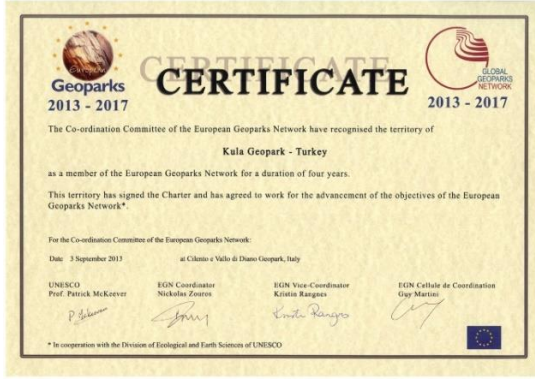 European
Geoparks
2013 - 2017
CERTIFICATE
CERTIFICATE
GLOBAL
GEOPARKS
NETWORK
2013 - 2017
The Co-ordination Committee of the European Geoparks Network have recognised the territory of
Kula Geopark - Turkey
as a member of the European Geoparks Network for a duration of four years.
This territory has signed the Charter and has agreed to work for the advancement of the objectives of the European
Geoparks Network*.
For the Co-ordination Committee of the European Geoparks Network:
Date 3 September 2013 at Cilento e Vallo di Diano Geopark, Italy
UNESCO EGN Coordinator EGN Vice-Coordinator EGN Cellule de Coordination
Prof. Patrick McKeever Nickolas Zouros Kristin Rangnes Guy Martini
P. McKeever Kristin Rangnes
* In cooperation with the Division of Ecological and Earth Sciences of UNESCO